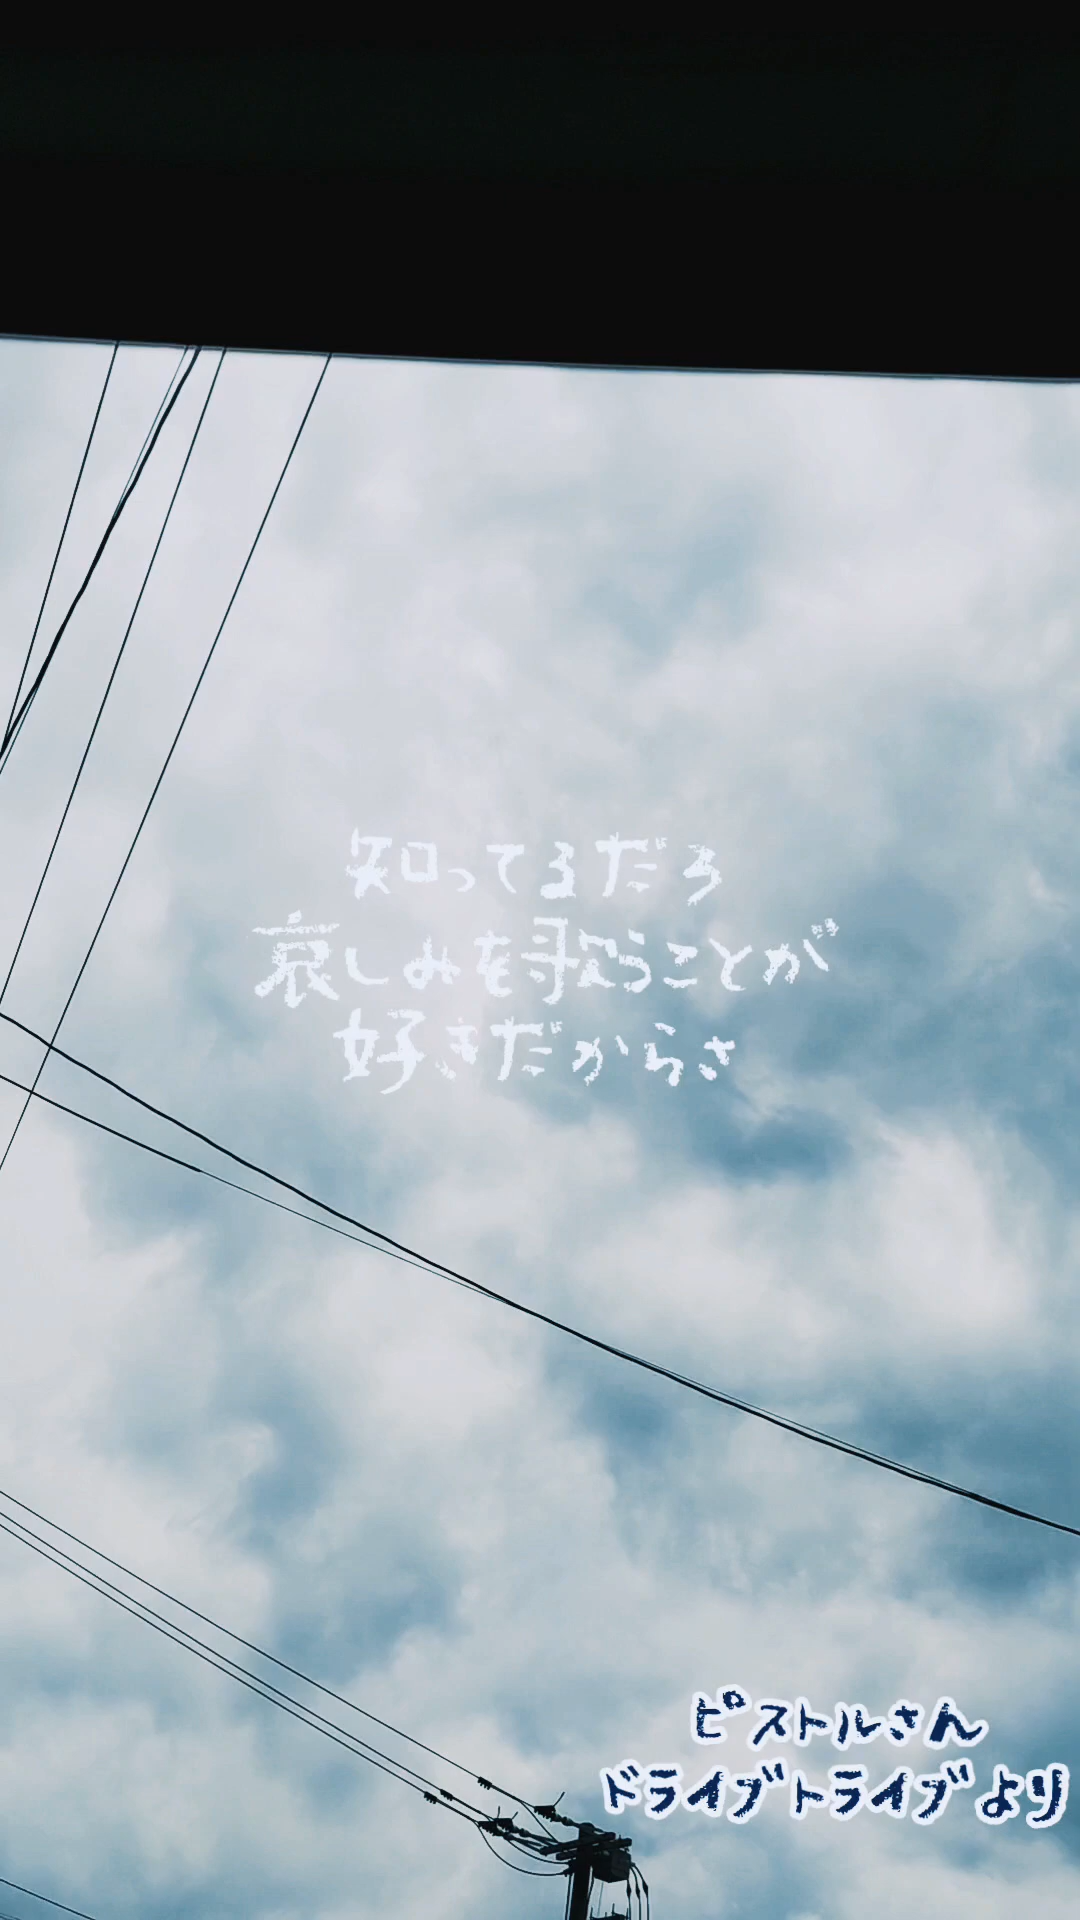 知ってるだろ
哀しみを歌うことが
好きだからさ
ピストルさん
ドライブトライブより